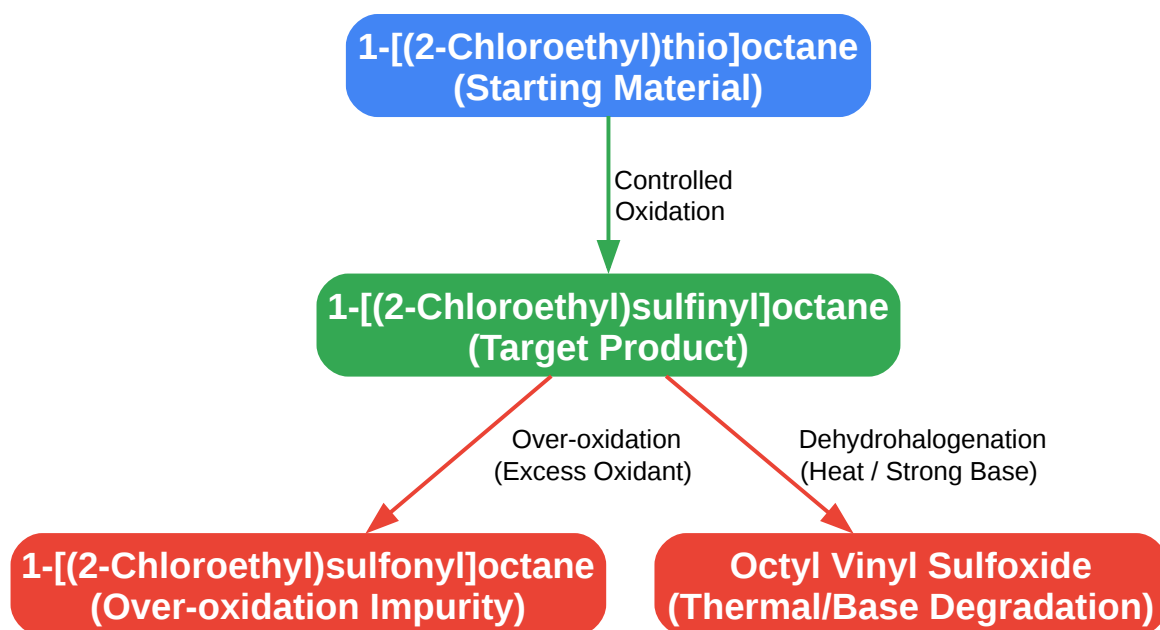 1-[(2-Chloroethyl)thio]octane
(Starting Material)
Controlled
Oxidation
1-[(2-Chloroethyl)sulfinyl]octane
(Target Product)
Over-oxidation
(Excess Oxidant)
Dehydrohalogenation
(Heat / Strong Base)
1-[(2-Chloroethyl)sulfonyl]octane
(Over-oxidation Impurity)
Octyl Vinyl Sulfoxide
(Thermal/Base Degradation)